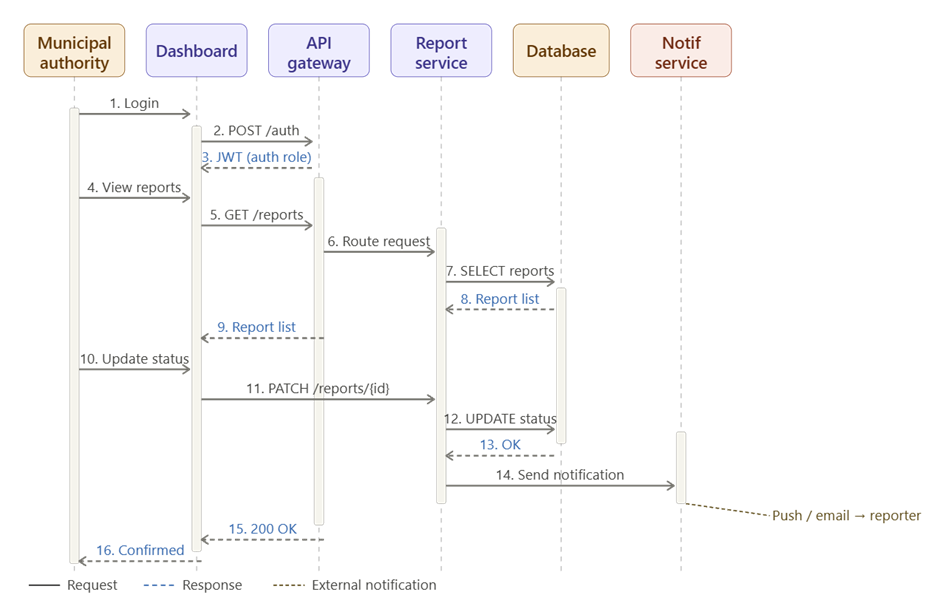 Municipal
authority
Dashboard
API
gateway
Report
service
Database
Notif
service
1. Login
2. POST /auth
3. JWT (auth role)
4. View reports
5. GET /reports
6. Route request
7. SELECT reports
8. Report list
9. Report list
10. Update status
11. PATCH /reports/{id}
12. UPDATE status
13. OK
14. Send notification
Push / email → reporter
15. 200 OK
16. Confirmed
Request
Response
External notification